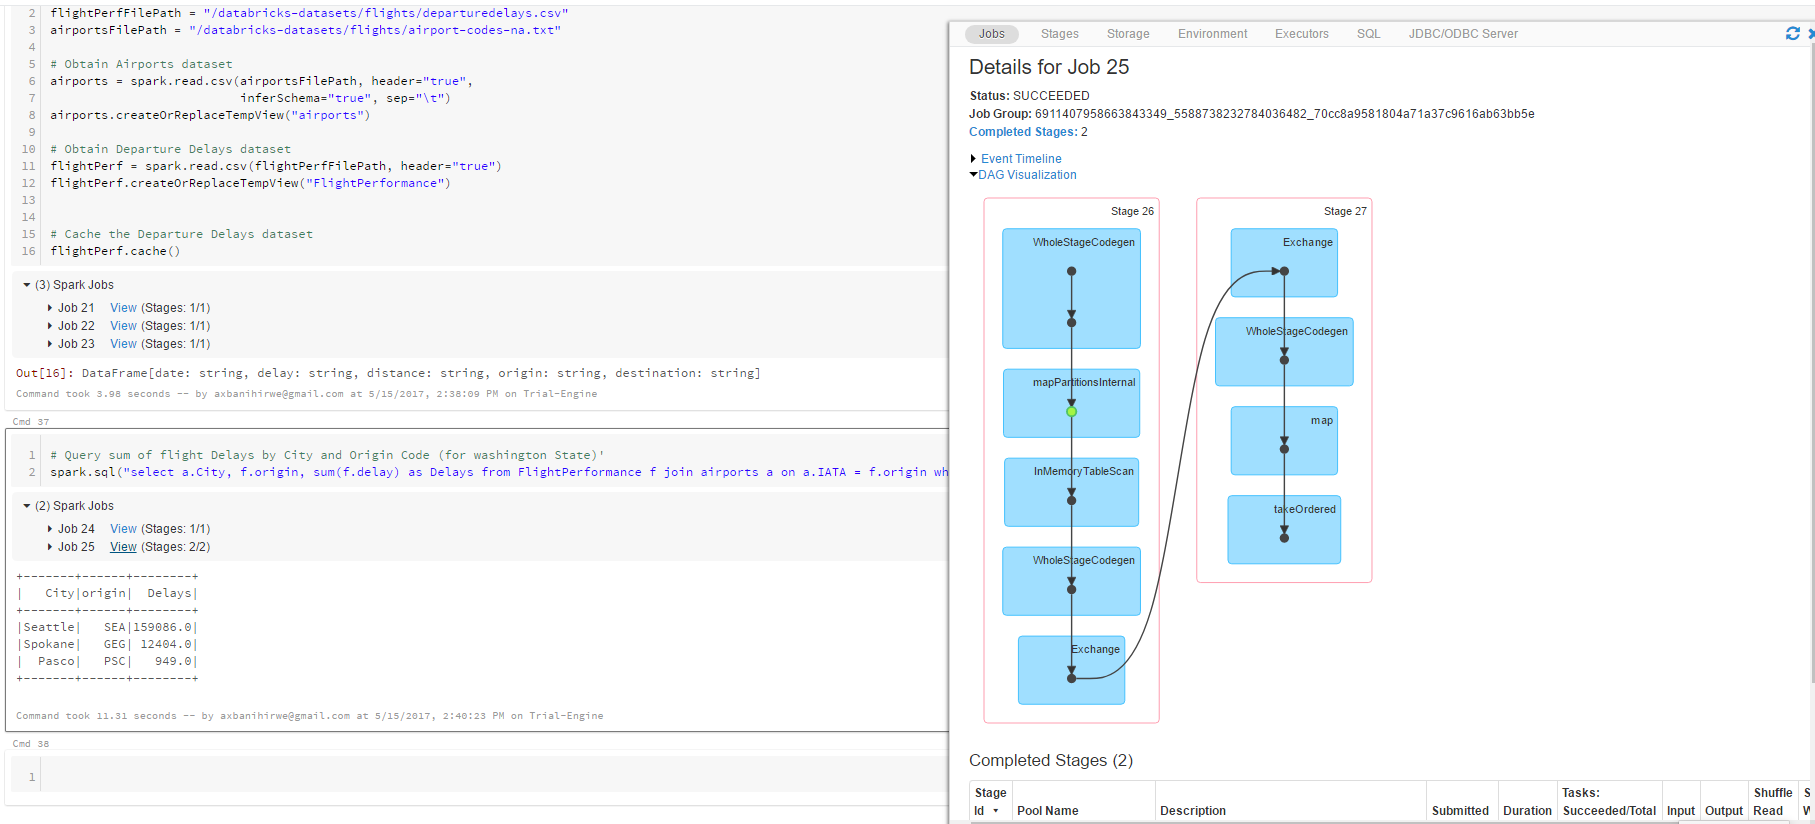 2 flightPerfFilePath = "/databricks-datasets/flights/departuredelays.csv"
3 airportsFilePath = "/databricks-datasets/flights/airport-codes-na.txt"
4
5 # Obtain Airports dataset
6 airports = spark.read.csv(airportsFilePath, header="true",
7 inferSchema="true", sep="\t")
8 airports.createOrReplaceTempView("airports")
9
10 # Obtain Departure Delays dataset
11 flightPerf = spark.read.csv(flightPerfFilePath, header="true")
12 flightPerf.createOrReplaceTempView("FlightPerformance")
13
14
15 # Cache the Departure Delays dataset
16 flightPerf.cache()
(3) Spark Jobs
Job 21 View (Stages: 1/1)
Job 22 View (Stages: 1/1)
Job 23 View (Stages: 1/1)
Out[16]: DataFrame[date: string, delay: string, distance: string, origin: string, destination: string]
Command took 3.98 seconds -- by axbanihirwe@gmail.com at 5/15/2017, 2:38:09 PM on Trial-Engine
Cmd 37
1 # Query sum of flight Delays by City and Origin Code (for washington State)'
2 spark.sql("select a.City, f.origin, sum(f.delay) as Delays from FlightPerformance f join airports a on a.IATA = f.origin wh
(2) Spark Jobs
Job 24 View (Stages: 1/1)
Job 25 View (Stages: 2/2)
+-------+------+--------+
| City|origin| Delays|
+-------+------+--------+
|Seattle| SEA|159086.0|
|Spokane| GEG| 12404.0|
| Pasco| PSC| 949.0|
+-------+------+--------+
Command took 11.31 seconds -- by axbanihirwe@gmail.com at 5/15/2017, 2:40:23 PM on Trial-Engine
Cmd 38
1
Jobs Stages Storage Environment Executors SQL JDBC/ODBC Server
Details for Job 25
Status: SUCCEEDED
Job Group: 6911407958663843349_5588738232784036482_70cc8a9581804a71a37c9616ab63bb5e
Completed Stages: 2
Event Timeline
DAG Visualization
Stage 26
WholeStageCodegen
mapPartitionsInternal
InMemoryTableScan
WholeStageCodegen
Exchange
Stage 27
Exchange
WholeStageCodegen
map
takeOrdered
Completed Stages (2)
Stage Id Pool Name Description Submitted Duration Tasks: Succeeded/Total Input Output Shuffle Read S W